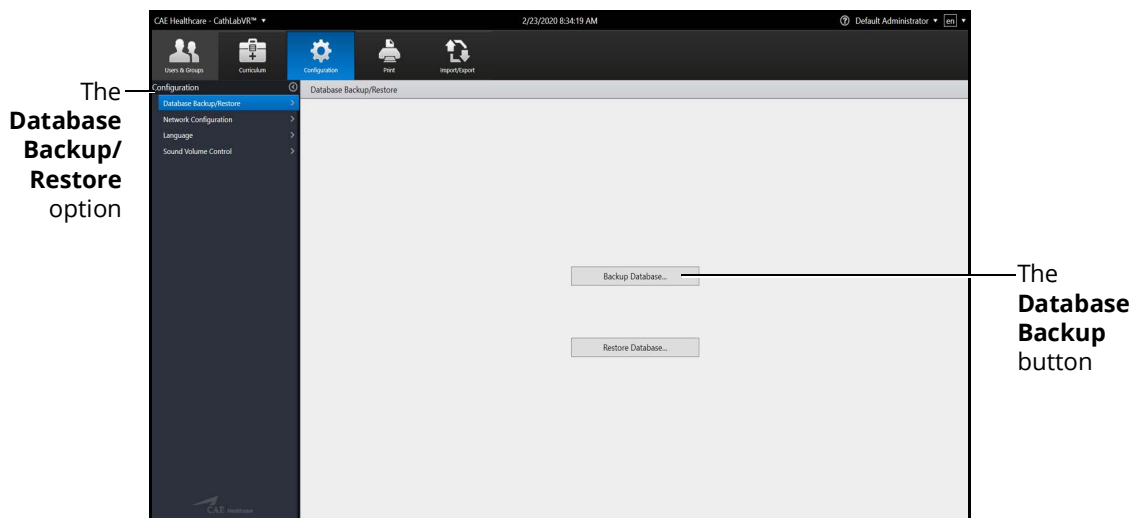 CAE Healthcare - CathLabVR™
2/23/2020 8:34:19 AM
Default Administrator
en
Users & Groups
Curriculum
Configuration
Print
Import/Export
Configuration
Database Backup/Restore
Database Backup/Restore
Network Configuration
Language
Sound Volume Control
The
Database
Backup/
Restore
option
Backup Database...
Restore Database...
The
Database
Backup
button
CAE Healthcare